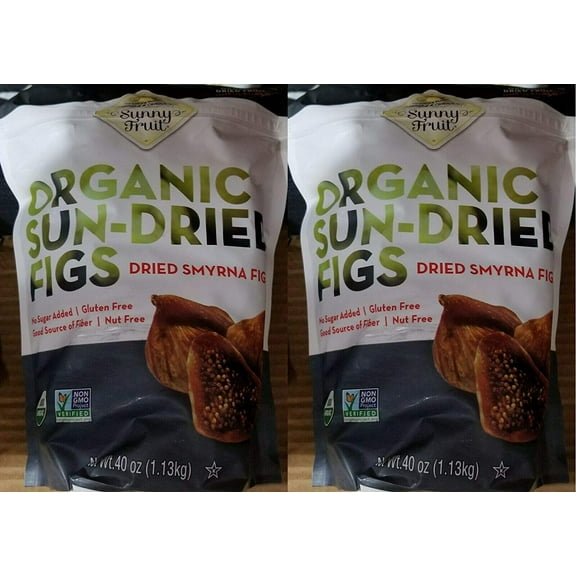 Sunny
Fruit
ORGANIC
SUN-DRIED
FIGS
DRIED SMYRNA FIG
No Sugar Added | Gluten Free
Good Source of Fiber | Nut Free
NON
GMO
Project
VERIFIED
Wt.40 oz (1.13kg)
Sunny
Fruit
ORGANIC
SUN-DRIED
FIGS
DRIED SMYRNA FIG
No Sugar Added | Gluten Free
Good Source of Fiber | Nut Free
NON
GMO
Project
VERIFIED
Wt.40 oz (1.13kg)